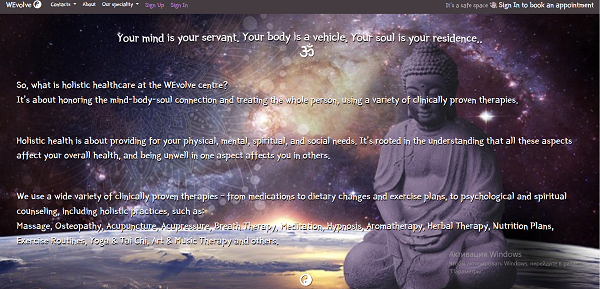 WEvolve Contacts About Our speciality Sign Up Sign In It's a safe space Sign In to book an appointment
Your mind is your servant. Your body is a vehicle. Your soul is your residence..
ॐ
So, what is holistic healthcare at the WEvolve centre?
It's about honoring the mind-body-soul connection and treating the whole person, using a variety of clinically proven therapies.
Holistic health is about providing for your physical, mental, spiritual, and social needs. It's rooted in the understanding that all these aspects
affect your overall health, and being unwell in one aspect affects you in others.
We use a wide variety of clinically proven therapies - from medications to dietary changes and exercise plans, to psychological and spiritual
counseling, including holistic practices, such as:
Massage, Osteopathy, Acupuncture, Acupressure, Breath Therapy, Meditation, Hypnosis, Aromatherapy, Herbal Therapy, Nutrition Plans,
Exercise Routines, Yoga & Tai Chi, Art & Music Therapy and others.
Активация Windows
Чтобы активировать Windows, перейдите в раздел
"Параметры".